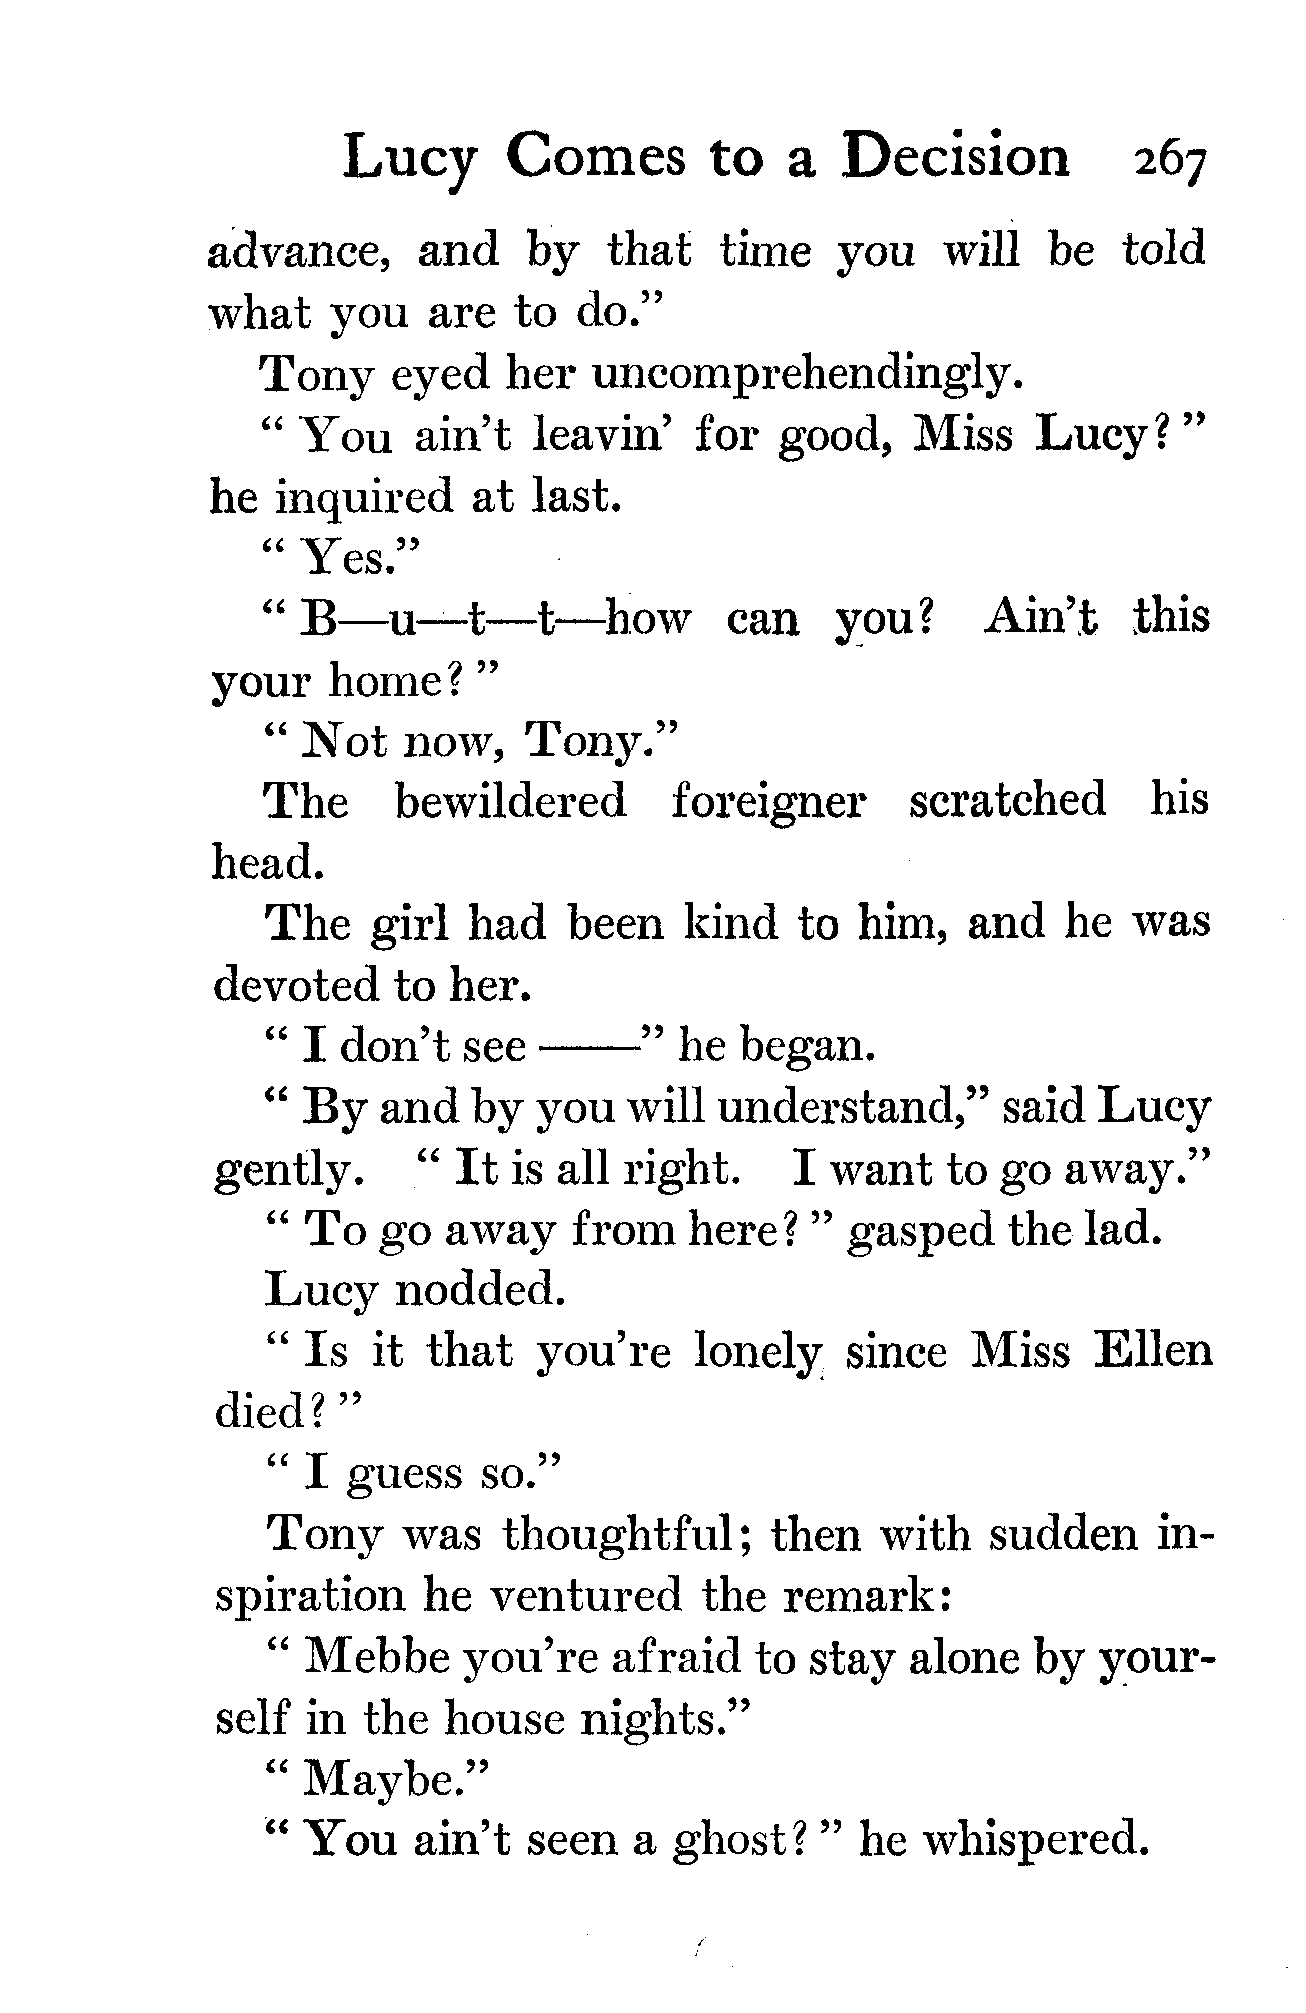 Lucy Comes to a Decision 267
advance, and by that time you will be told
what you are to do."
Tony eyed her uncomprehendingly.
" You ain't leavin' for good, Miss Lucy? "
he inquired at last.
" Yes."
" B—u—t—t—how can you? Ain't this
your home? "
" Not now, Tony."
The bewildered foreigner scratched his
head.
The girl had been kind to him, and he was
devoted to her.
" I don't see ——" he began.
" By and by you will understand," said Lucy
gently. " It is all right. I want to go away."
" To go away from here? " gasped the lad.
Lucy nodded.
" Is it that you're lonely since Miss Ellen
died? "
" I guess so."
Tony was thoughtful; then with sudden in-
spiration he ventured the remark:
" Mebbe you're afraid to stay alone by your-
self in the house nights."
" Maybe."
" You ain't seen a ghost? " he whispered.